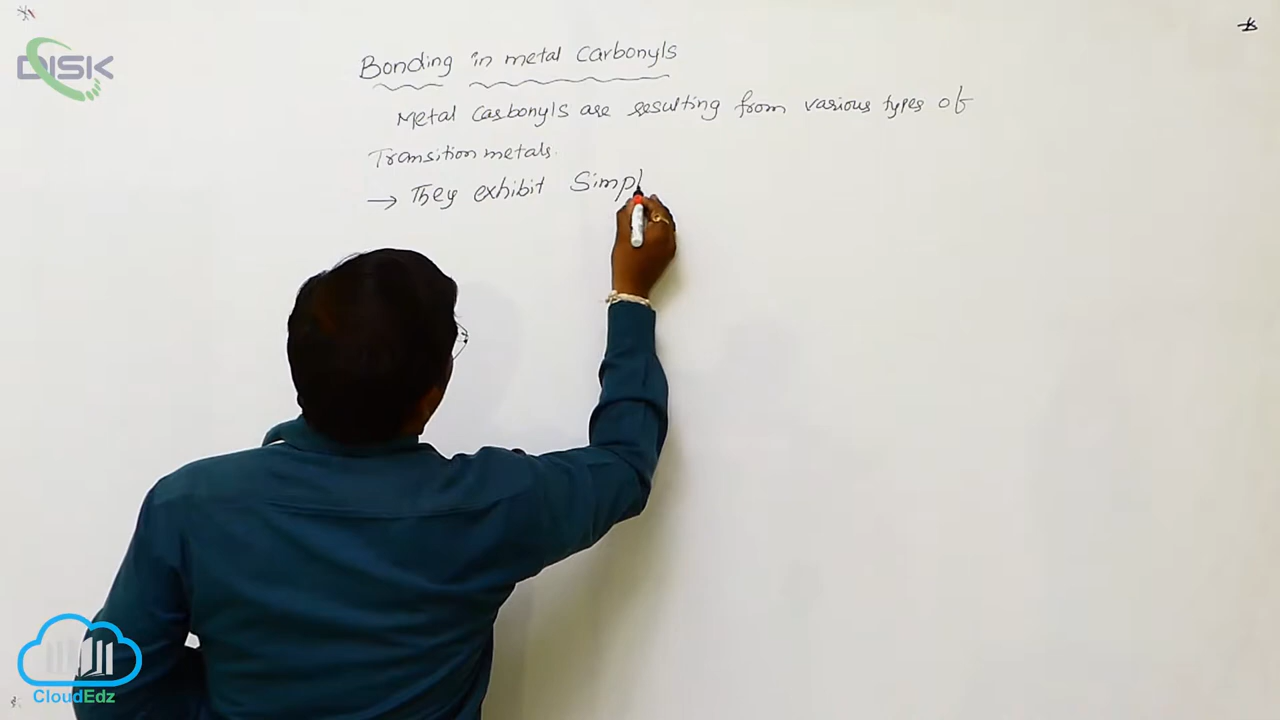 DISK
Bonding in metal Carbonyls
Metal Carbonyls are resulting from various types of
Transition metals.
→ They exhibit Simpl
CloudEdz